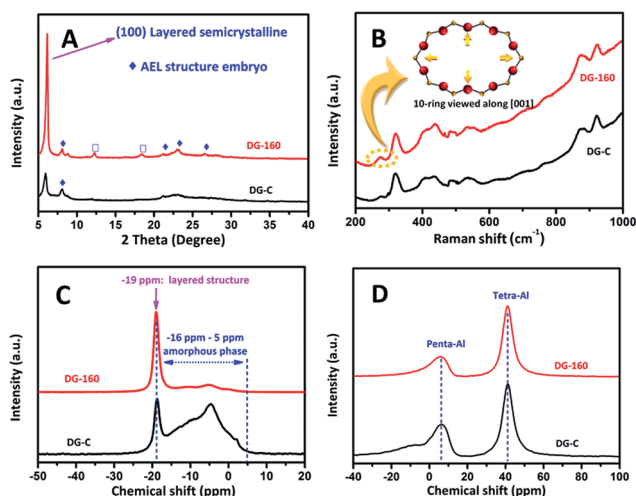 A
(100) Layered semicrystalline
AEL structure embryo
DG-160
DG-C
Intensity (a.u.)
5 10 15 20 25 30 35 40
2 Theta (Degree)
B
10-ring viewed along [001]
DG-160
DG-C
Intensity (a.u.)
200 400 600 800 1000
Raman shift (cm-1)
C
-19 ppm: layered structure
-16 ppm - 5 ppm
amorphous phase
DG-160
DG-C
Intensity (a.u.)
-50 -40 -30 -20 -10 0 10 20
Chemical shift (ppm)
D
Tetra-Al
Penta-Al
DG-160
DG-C
Intensity (a.u.)
-40 -20 0 20 40 60 80 100
Chemical shift (ppm)